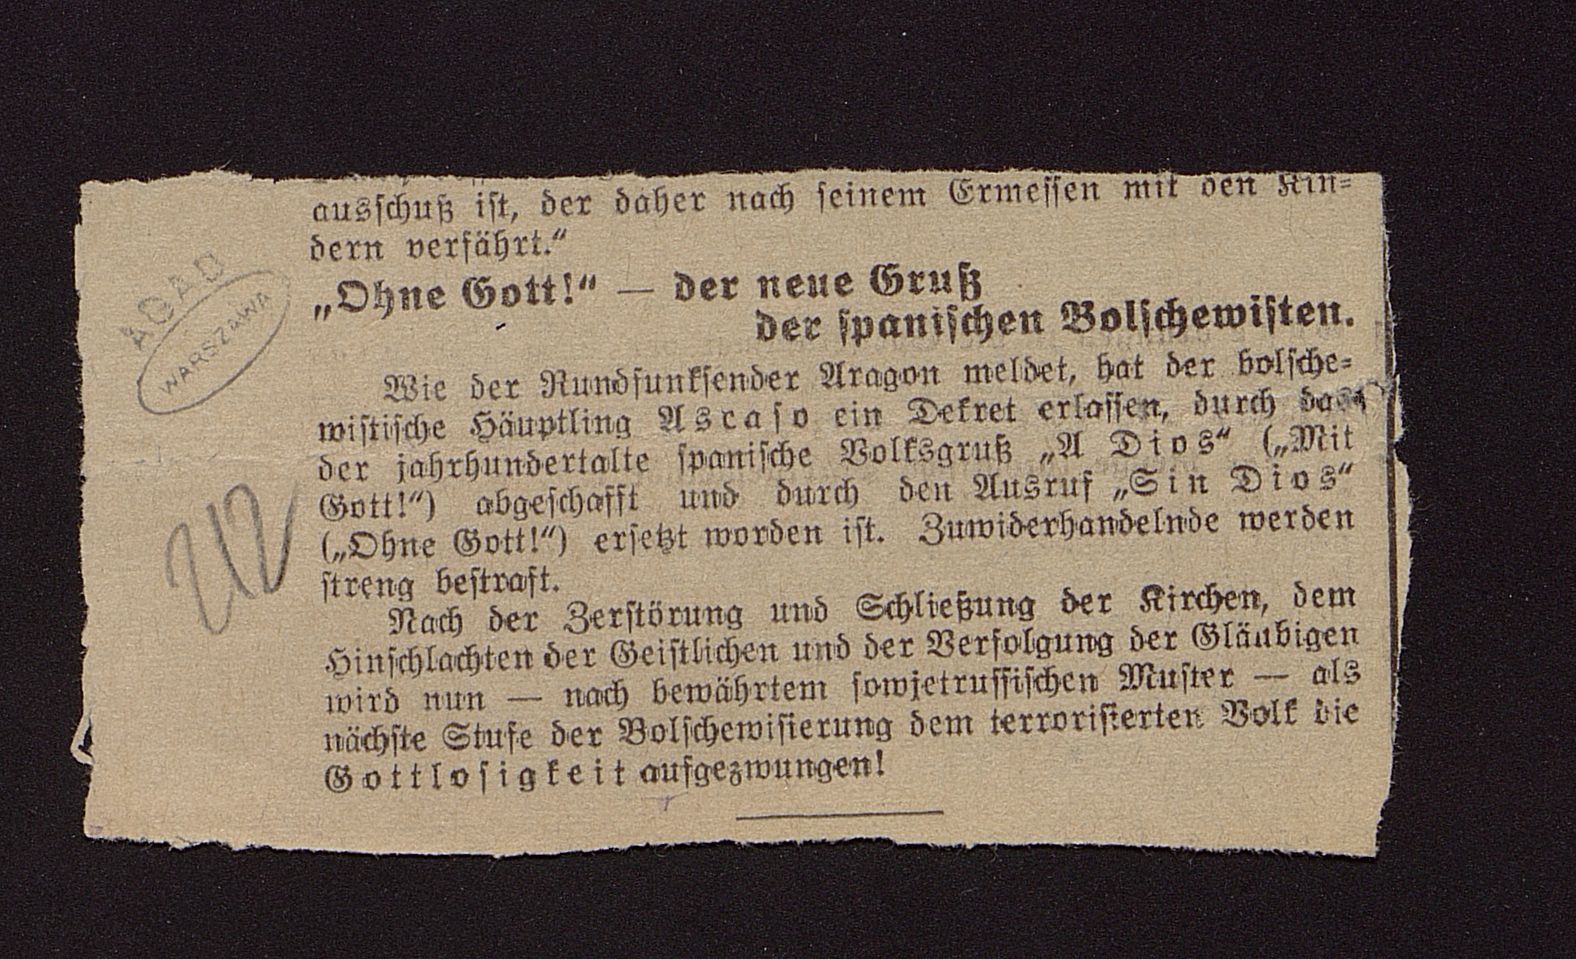 AGAD
WARSZAWA
212
ausschuß ist, der daher nach seinem Ermessen mit den Kin-
dern verfährt.“
„Ohne Gott!“ — der neue Gruß
der spanischen Bolschewisten.
Wie der Rundfunksender Aragon meldet, hat der bolsche-
wistische Häuptling Ascaso ein Dekret erlassen, durch das
der jahrhundertalte spanische Volksgruß „A Dios“ („Mit
Gott!“) abgeschafft und durch den Ausruf „Sin Dios“
(„Ohne Gott!“) ersetzt worden ist. Zuwiderhandelnde werden
streng bestraft.
Nach der Zerstörung und Schließung der Kirchen, dem
Hinschlachten der Geistlichen und der Verfolgung der Gläubigen
wird nun — nach bewährtem sowjetrussischen Muster — als
nächste Stufe der Bolschewisierung dem terrorisierten Volk die
Gottlosigkeit aufgezwungen!